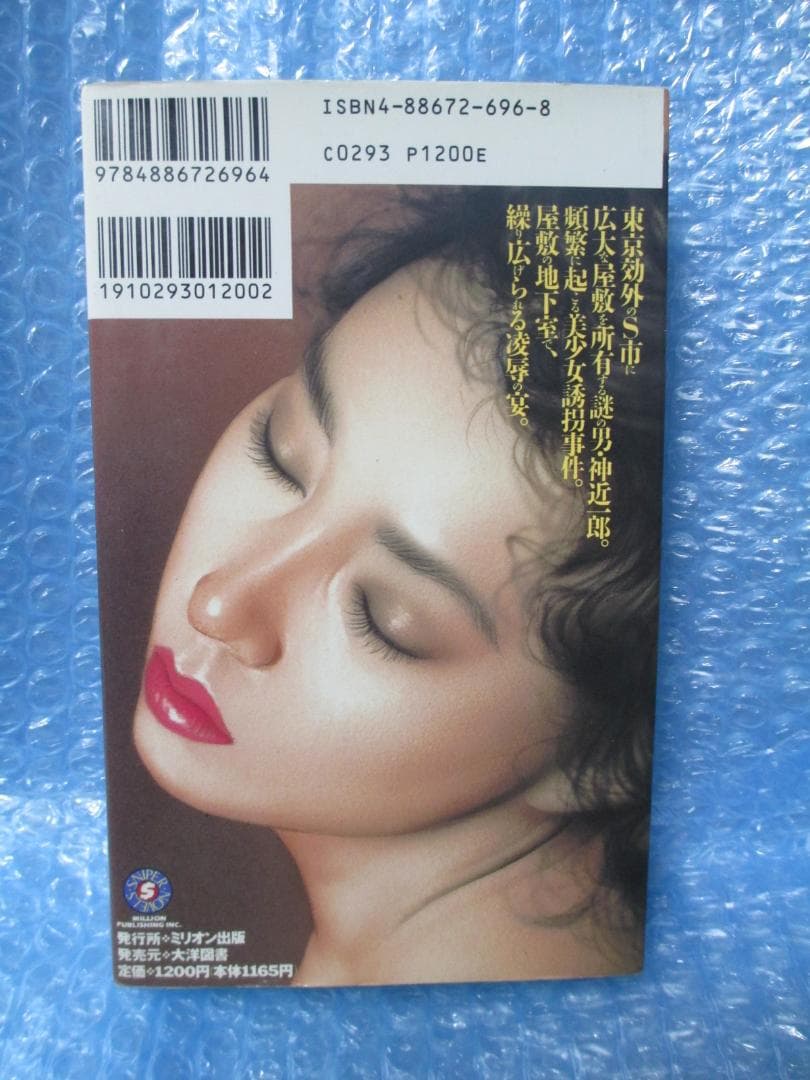 ISBN4-88672-696-8
9784886726964
C0293 P1200E
1910293012002
東京効外のS市に
広大な屋敷を所有する謎の男・神近一郎。
頻繁に起こる美少女誘拐事件。
屋敷の地下室で、
繰り広げられる凌辱の宴。
SNIPER NOVELS
S
MILLION
PUBLISHING INC.
発行所❖ミリオン出版
発売元❖大洋図書
定価❖1200円 本体1165円